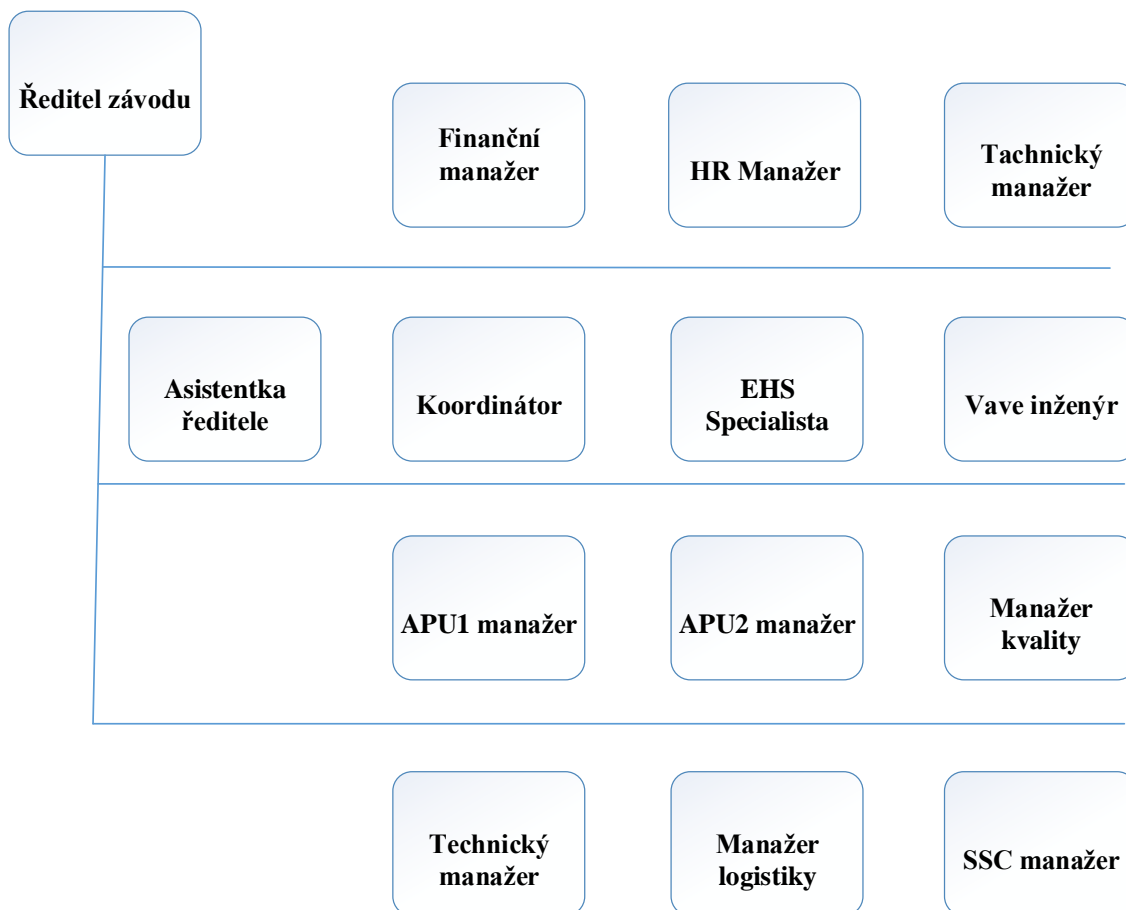 Ředitel závodu
Finanční
manažer
HR Manažer
Tachnický
manažer
Asistentka
ředitele
Koordinátor
EHS
Specialista
Vave inženýr
APU1 manažer
APU2 manažer
Manažer
kvality
Technický
manažer
Manažer
logistiky
SSC manažer